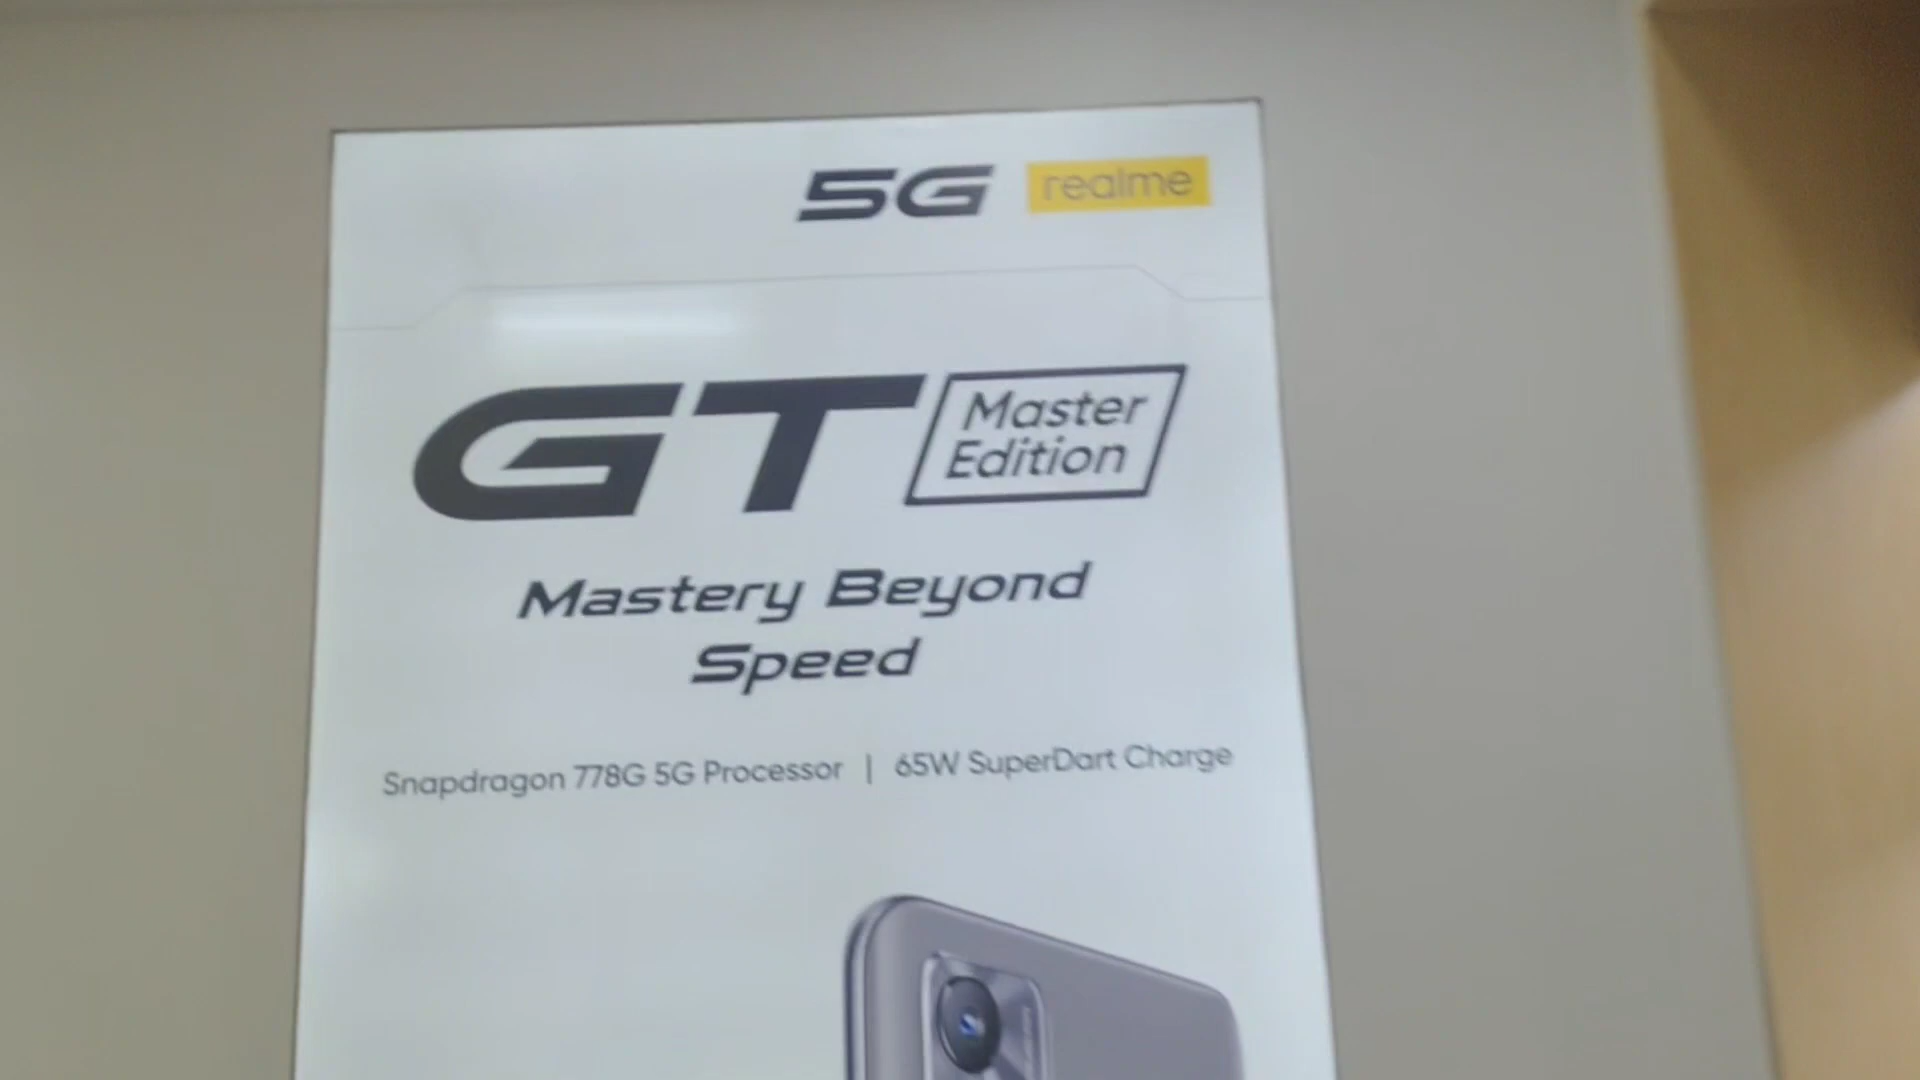 5G realme
GT Master
Edition
Mastery Beyond
Speed
Snapdragon 778G 5G Processor | 65W SuperDart Charge